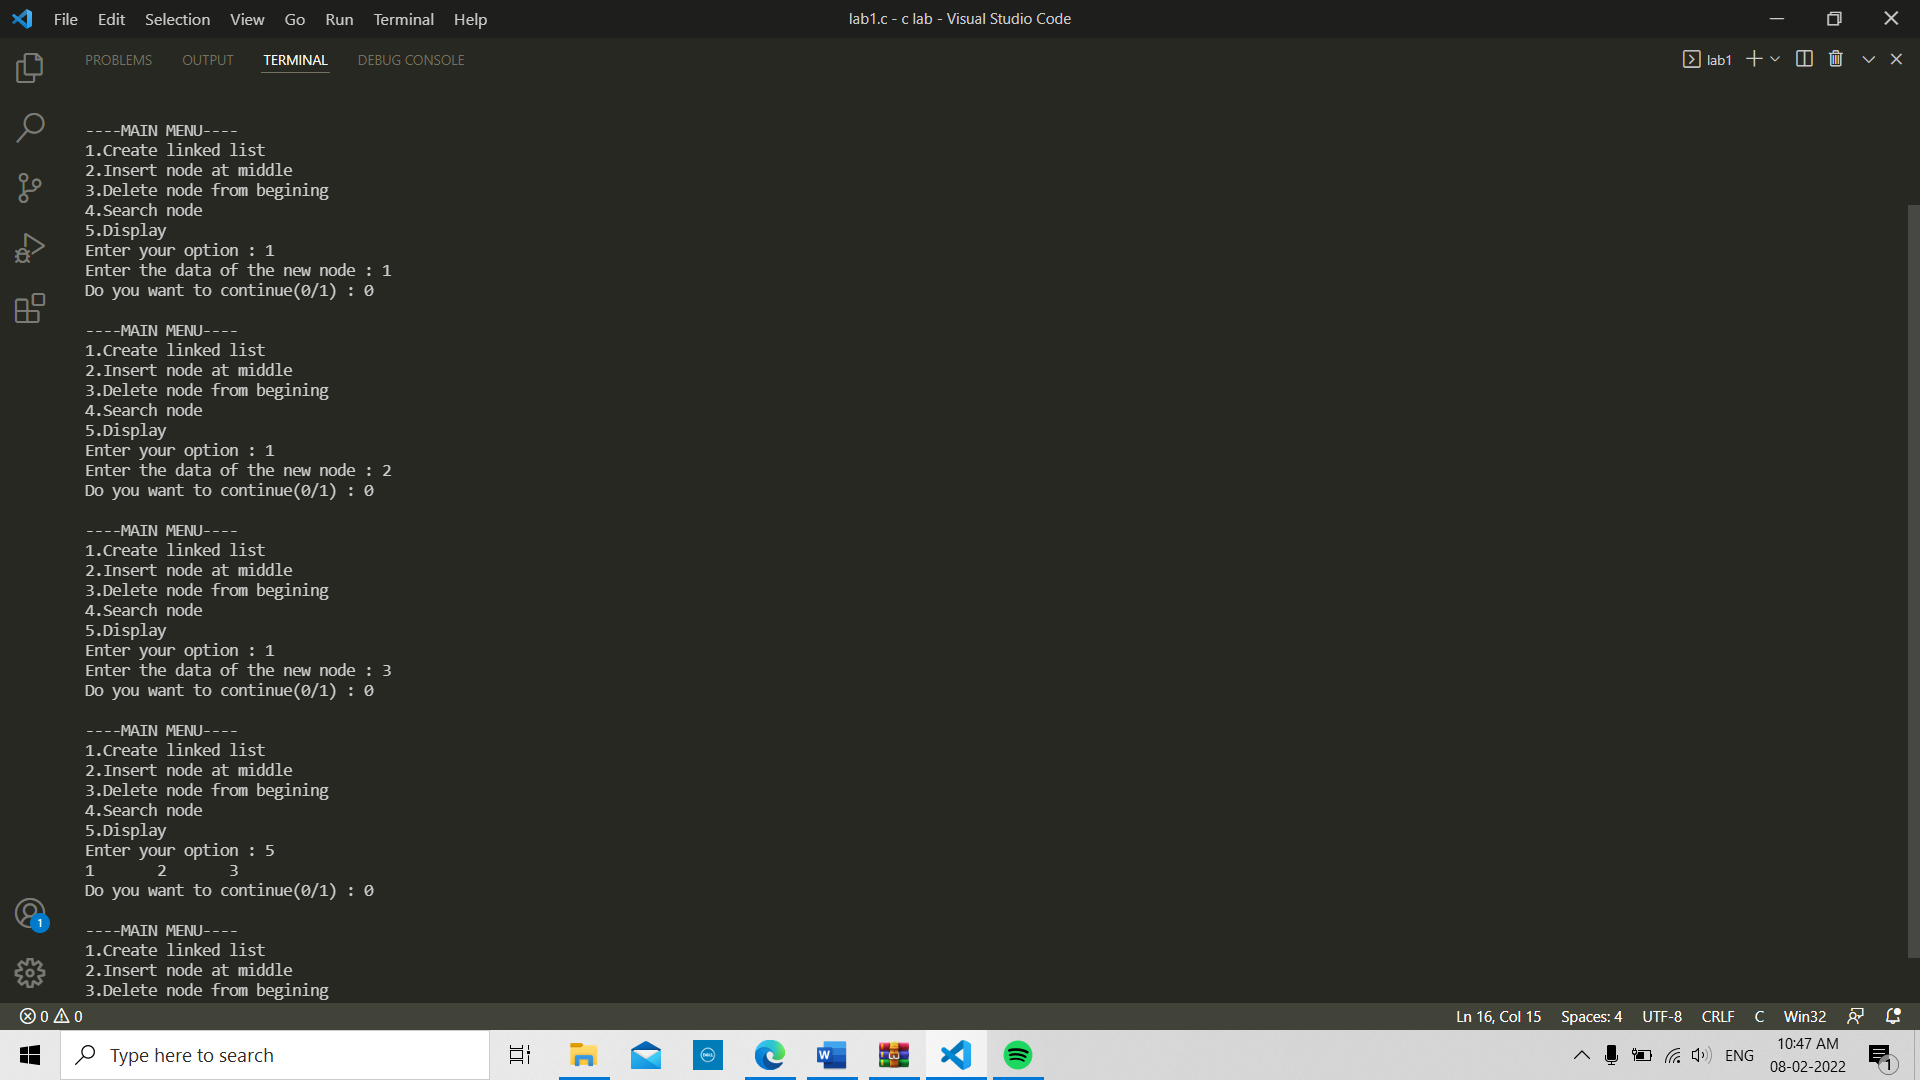 File Edit Selection View Go Run Terminal Help lab1.c - c lab - Visual Studio Code
PROBLEMS OUTPUT TERMINAL DEBUG CONSOLE lab1
----MAIN MENU----
1.Create linked list
2.Insert node at middle
3.Delete node from begining
4.Search node
5.Display
Enter your option : 1
Enter the data of the new node : 1
Do you want to continue(0/1) : 0
----MAIN MENU----
1.Create linked list
2.Insert node at middle
3.Delete node from begining
4.Search node
5.Display
Enter your option : 1
Enter the data of the new node : 2
Do you want to continue(0/1) : 0
----MAIN MENU----
1.Create linked list
2.Insert node at middle
3.Delete node from begining
4.Search node
5.Display
Enter your option : 1
Enter the data of the new node : 3
Do you want to continue(0/1) : 0
----MAIN MENU----
1.Create linked list
2.Insert node at middle
3.Delete node from begining
4.Search node
5.Display
Enter your option : 5
1 2 3
Do you want to continue(0/1) : 0
----MAIN MENU----
1.Create linked list
2.Insert node at middle
3.Delete node from begining
1
0 0 Ln 16, Col 15 Spaces: 4 UTF-8 CRLF C Win32
Type here to search DELL W ENG 10:47 AM
08-02-2022 1